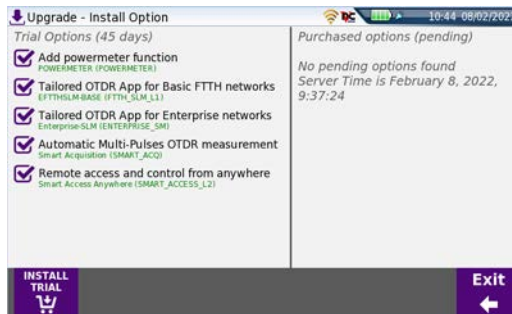 Upgrade - Install Option
10:44 08/02/202
Trial Options (45 days)
Add powermeter function
POWERMETER (POWERMETER)
Tailored OTDR App for Basic FTTH networks
EFTTHSLM-BASE (FTTH_SLM_L1)
Tailored OTDR App for Enterprise networks
Enterprise-SLM (ENTERPRISE_SM)
Automatic Multi-Pulses OTDR measurement
Smart Acquisition (SMART_ACQ)
Remote access and control from anywhere
Smart Access Anywhere (SMART_ACCESS_L2)
Purchased options (pending)
No pending options found
Server Time is February 8, 2022,
9:37:24
INSTALL
TRIAL
Exit